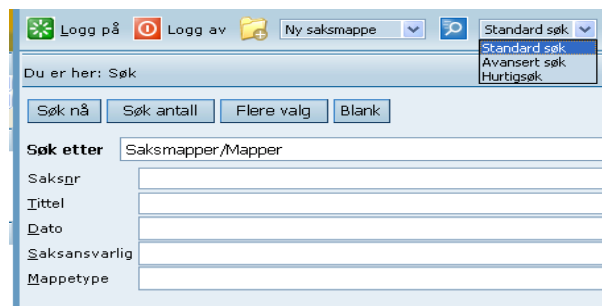 Logg på Logg av Ny saksmappe Standard søk
Standard søk
Avansert søk
Hurtigsøk
Du er her: Søk
Søk nå Søk antall Flere valg Blank
Søk etter Saksmapper/Mapper
Saksnr
Tittel
Dato
Saksansvarlig
Mappetype